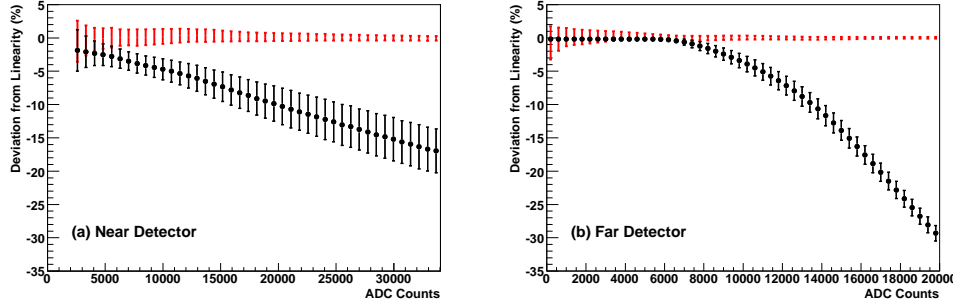 Deviation from Linearity (%)
5
0
-5
-10
-15
-20
-25
-30
-35
(a) Near Detector
0 5000 10000 15000 20000 25000 30000
ADC Counts
Deviation from Linearity (%)
5
0
-5
-10
-15
-20
-25
-30
-35
(b) Far Detector
0 2000 4000 6000 8000 10000 12000 14000 16000 18000 20000
ADC Counts